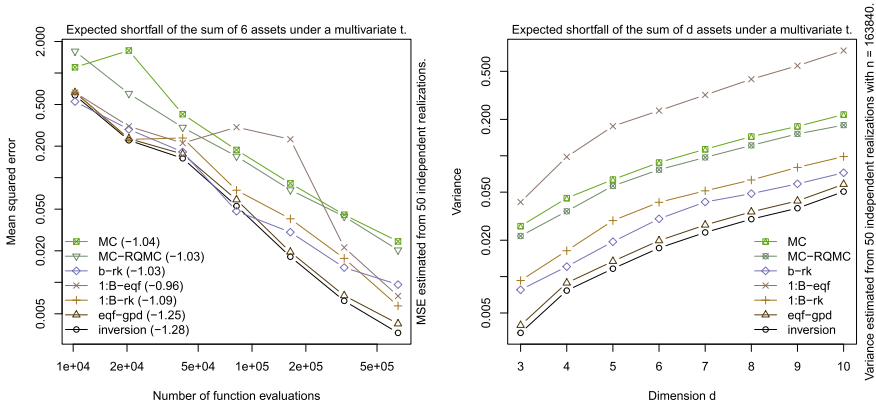 Expected shortfall of the sum of 6 assets under a multivariate t.
Mean squared error
2.000
0.500
0.200
0.050
0.020
0.005
MC (−1.04)
MC−RQMC (−1.03)
b−rk (−1.03)
1:B−eqf (−0.96)
1:B−rk (−1.09)
eqf−gpd (−1.25)
inversion (−1.28)
1e+04 2e+04 5e+04 1e+05 2e+05 5e+05
Number of function evaluations
MSE estimated from 50 independent realizations.
Expected shortfall of the sum of d assets under a multivariate t.
Variance
0.500
0.200
0.050
0.020
0.005
MC
MC−RQMC
b−rk
1:B−eqf
1:B−rk
eqf−gpd
inversion
3 4 5 6 7 8 9 10
Dimension d
Variance estimated from 50 independent realizations with n = 163840.